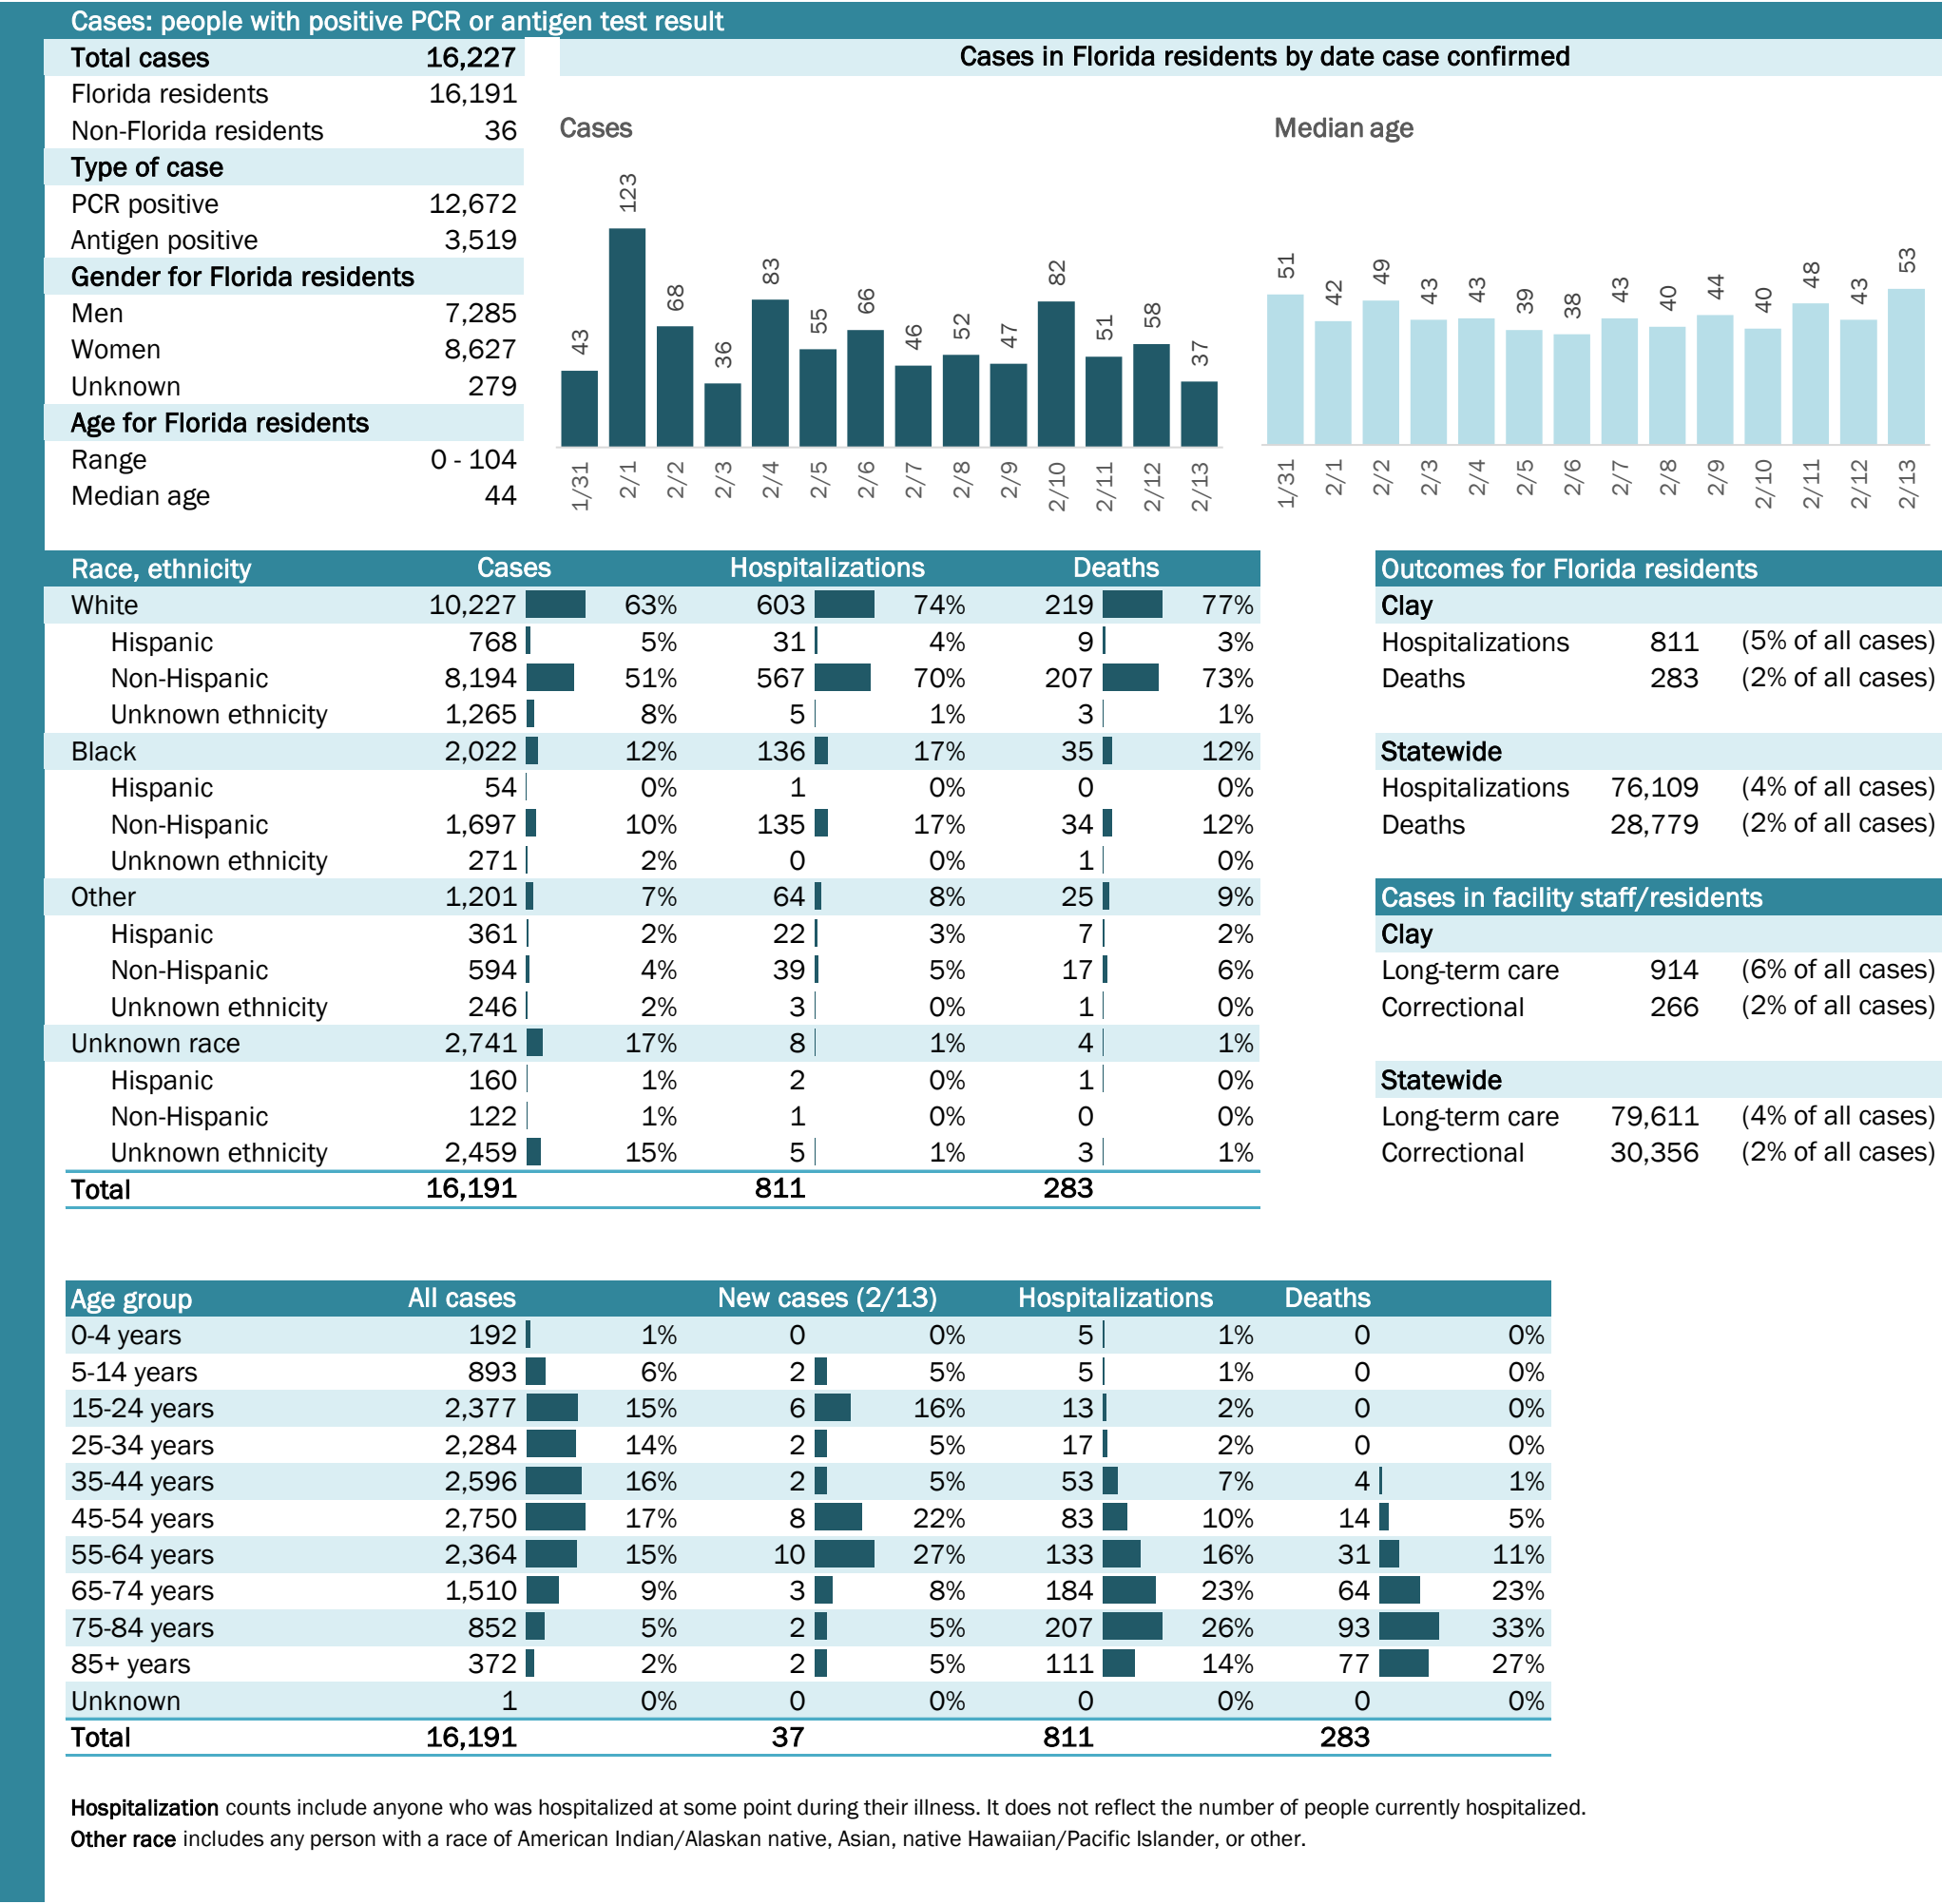 Cases: people with positive PCR or antigen test result
Total cases 16,227
Florida residents 16,191
Non-Florida residents 36
Type of case
PCR positive 12,672
Antigen positive 3,519
Gender for Florida residents
Men 7,285
Women 8,627
Unknown 279
Age for Florida residents
Range 0 - 104
Median age 44
Cases in Florida residents by date case confirmed
Cases
43 123 68 36 83 55 66 46 52 47 82 51 58 37
1/31 2/1 2/2 2/3 2/4 2/5 2/6 2/7 2/8 2/9 2/10 2/11 2/12 2/13
Median age
51 42 49 43 43 39 38 43 40 44 40 48 43 53
1/31 2/1 2/2 2/3 2/4 2/5 2/6 2/7 2/8 2/9 2/10 2/11 2/12 2/13
Race, ethnicity Cases Hospitalizations Deaths
White 10,227 63% 603 74% 219 77%
Hispanic 768 5% 31 4% 9 3%
Non-Hispanic 8,194 51% 567 70% 207 73%
Unknown ethnicity 1,265 8% 5 1% 3 1%
Black 2,022 12% 136 17% 35 12%
Hispanic 54 0% 1 0% 0 0%
Non-Hispanic 1,697 10% 135 17% 34 12%
Unknown ethnicity 271 2% 0 0% 1 0%
Other 1,201 7% 64 8% 25 9%
Hispanic 361 2% 22 3% 7 2%
Non-Hispanic 594 4% 39 5% 17 6%
Unknown ethnicity 246 2% 3 0% 1 0%
Unknown race 2,741 17% 8 1% 4 1%
Hispanic 160 1% 2 0% 1 0%
Non-Hispanic 122 1% 1 0% 0 0%
Unknown ethnicity 2,459 15% 5 1% 3 1%
Total 16,191 811 283
Outcomes for Florida residents
Clay
Hospitalizations 811 (5% of all cases)
Deaths 283 (2% of all cases)
Statewide
Hospitalizations 76,109 (4% of all cases)
Deaths 28,779 (2% of all cases)
Cases in facility staff/residents
Clay
Long-term care 914 (6% of all cases)
Correctional 266 (2% of all cases)
Statewide
Long-term care 79,611 (4% of all cases)
Correctional 30,356 (2% of all cases)
Age group All cases New cases (2/13) Hospitalizations Deaths
0-4 years 192 1% 0 0% 5 1% 0 0%
5-14 years 893 6% 2 5% 5 1% 0 0%
15-24 years 2,377 15% 6 16% 13 2% 0 0%
25-34 years 2,284 14% 2 5% 17 2% 0 0%
35-44 years 2,596 16% 2 5% 53 7% 4 1%
45-54 years 2,750 17% 8 22% 83 10% 14 5%
55-64 years 2,364 15% 10 27% 133 16% 31 11%
65-74 years 1,510 9% 3 8% 184 23% 64 23%
75-84 years 852 5% 2 5% 207 26% 93 33%
85+ years 372 2% 2 5% 111 14% 77 27%
Unknown 1 0% 0 0% 0 0% 0 0%
Total 16,191 37 811 283
Hospitalization counts include anyone who was hospitalized at some point during their illness. It does not reflect the number of people currently hospitalized.
Other race includes any person with a race of American Indian/Alaskan native, Asian, native Hawaiian/Pacific Islander, or other.